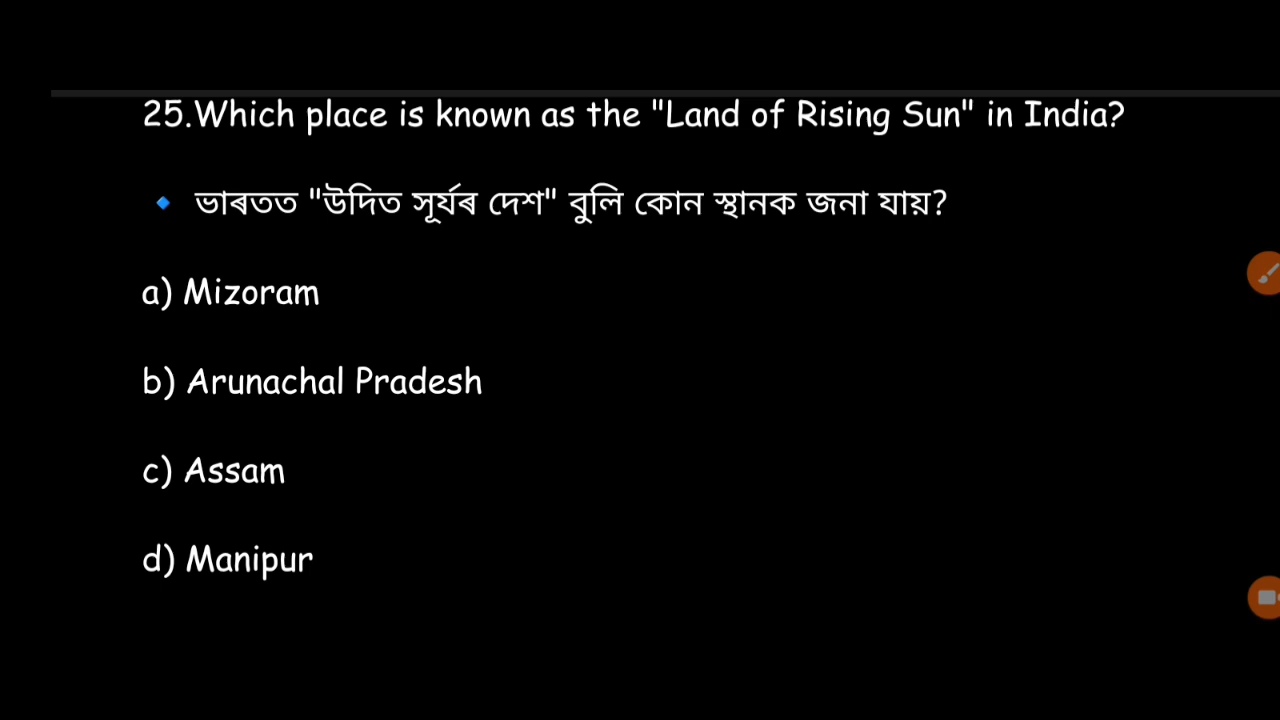 25.Which place is known as the "Land of Rising Sun" in India?
🔹 ভাৰতত "উদিত সূৰ্যৰ দেশ" বুলি কোন স্থানক জনা যায়?
a) Mizoram
b) Arunachal Pradesh
c) Assam
d) Manipur